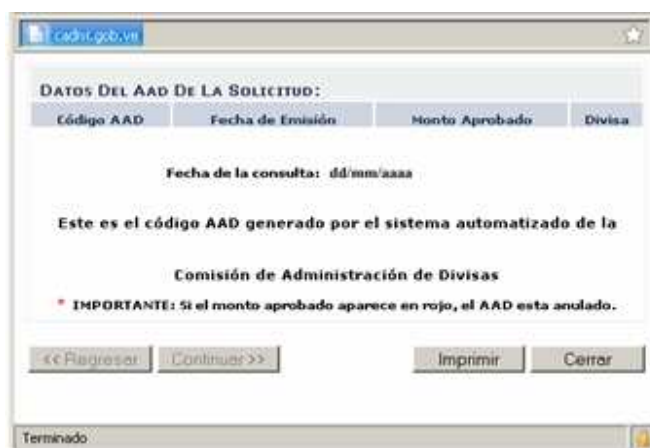 cadivi.gob.ve
DATOS DEL AAD DE LA SOLICITUD:
Código AAD Fecha de Emisión Monto Aprobado Divisa
Fecha de la consulta: dd/mm/aaaa
Este es el código AAD generado por el sistema automatizado de la
Comisión de Administración de Divisas
* IMPORTANTE: Si el monto aprobado aparece en rojo, el AAD esta anulado.
<< Regresar Continuar >> Imprimir Cerrar
Terminado